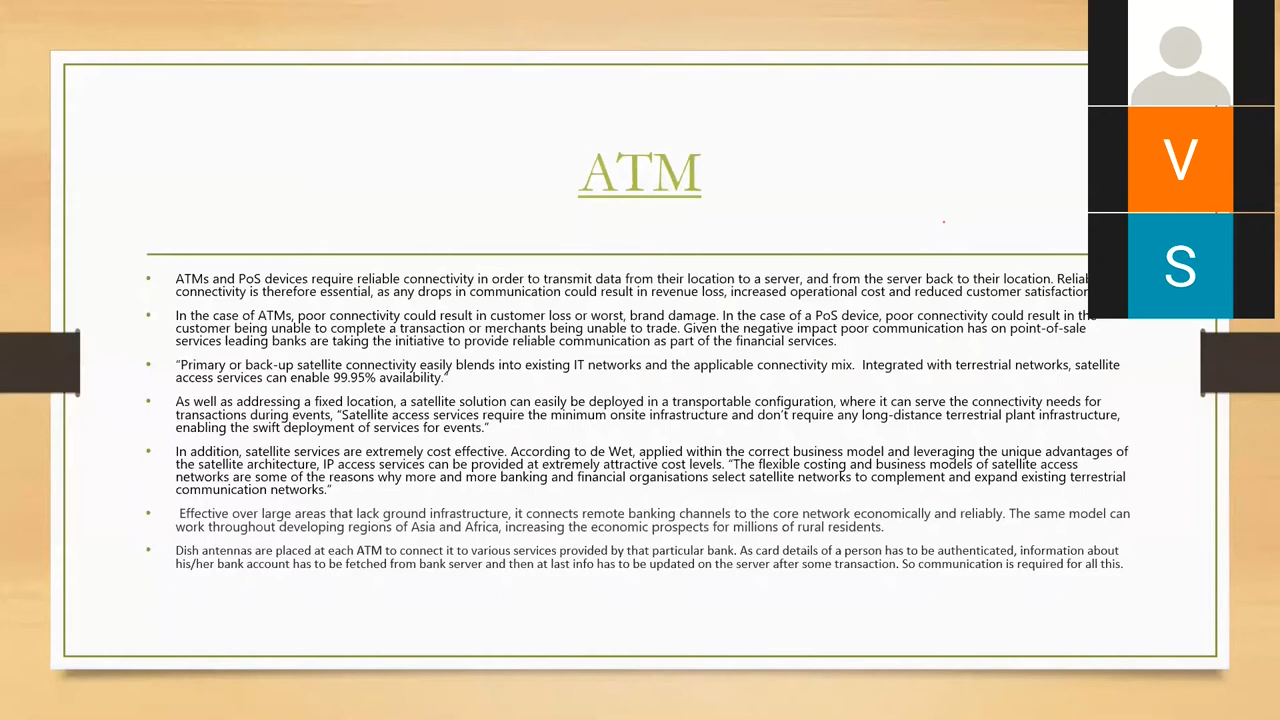 ATM
ATMs and PoS devices require reliable connectivity in order to transmit data from their location to a server, and from the server back to their location.
connectivity is therefore essential, as any drops in communication could result in revenue loss, increased operational cost and reduced customer satisfaction
In the case of ATMs, poor connectivity could result in customer loss or worst, brand damage. In the case of a PoS device, poor connectivity could result in the
customer being unable to complete a transaction or merchants being unable to trade. Given the negative impact poor communication has on point-of-sale
services leading banks are taking the initiative to provide reliable communication as part of the financial services.
“Primary or back-up satellite connectivity easily blends into existing IT networks and the applicable connectivity mix.  Integrated with terrestrial networks, satellite
access services can enable 99.95% availability.”
As well as addressing a fixed location, a satellite solution can easily be deployed in a transportable configuration, where it can serve the connectivity needs for
transactions during events, “Satellite access services require the minimum onsite infrastructure and don’t require any long-distance terrestrial plant infrastructure,
enabling the swift deployment of services for events.”
In addition, satellite services are extremely cost effective. According to de Wet, applied within the correct business model and leveraging the unique advantages of
the satellite architecture, IP access services can be provided at extremely attractive cost levels. “The flexible costing and business models of satellite access
networks are some of the reasons why more and more banking and financial organisations select satellite networks to complement and expand existing terrestrial
communication networks.”
Effective over large areas that lack ground infrastructure, it connects remote banking channels to the core network economically and reliably. The same model can
work throughout developing regions of Asia and Africa, increasing the economic prospects for millions of rural residents.
Dish antennas are placed at each ATM to connect it to various services provided by that particular bank. As card details of a person has to be authenticated, information about
his/her bank account has to be fetched from bank server and then at last info has to be updated on the server after some transaction. So communication is required for all this.
V
S